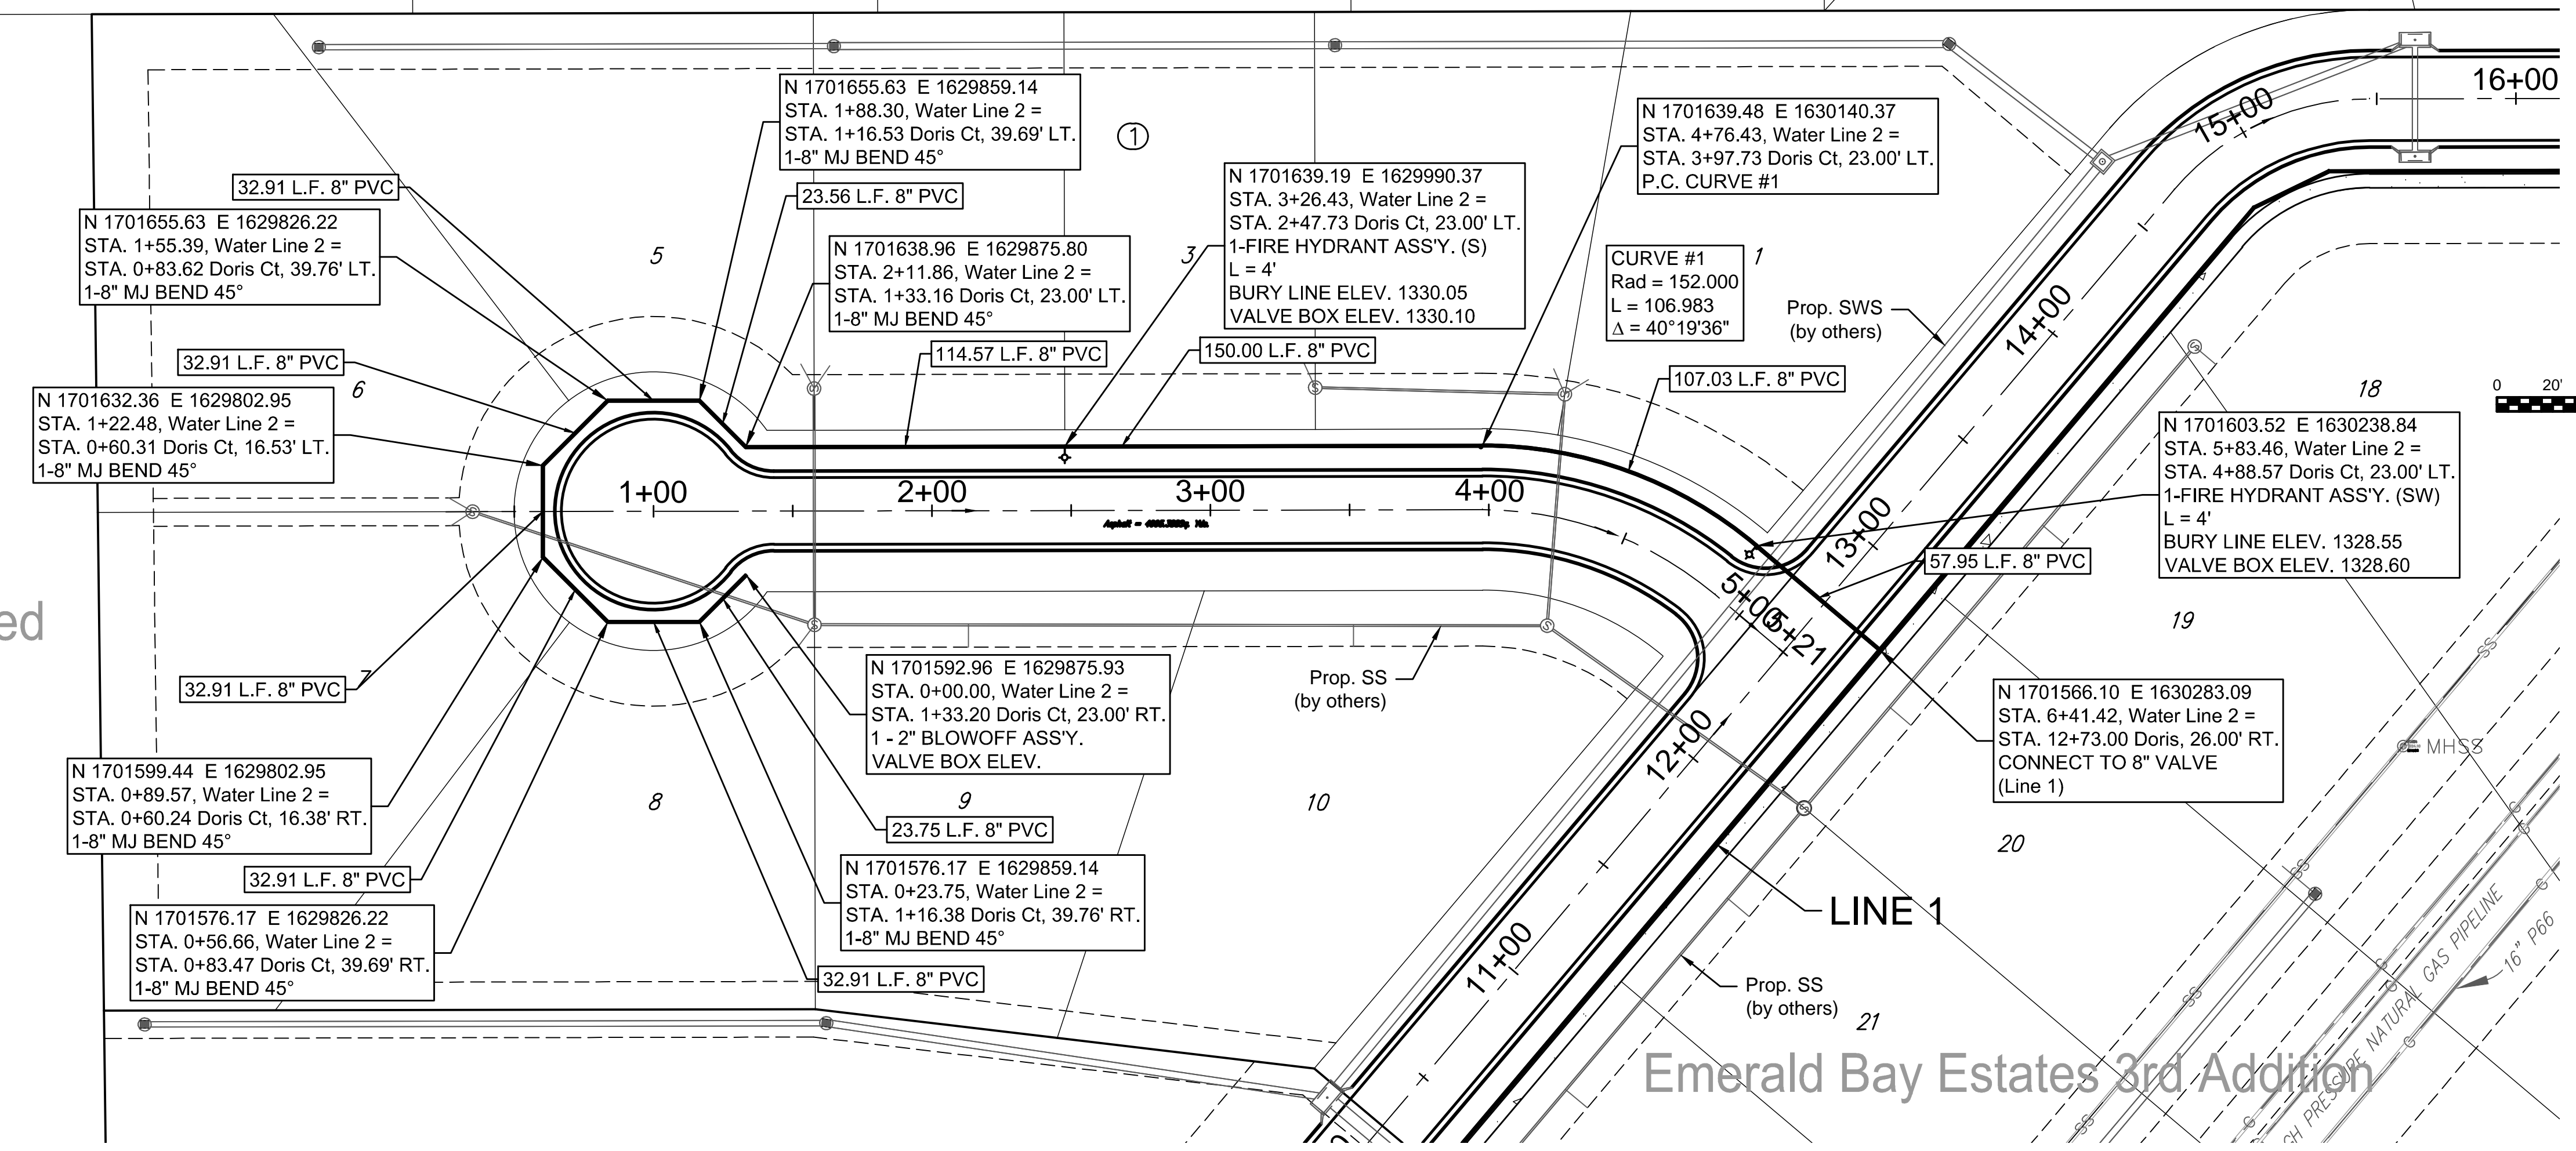 16+00
15+00
N 1701655.63 E 1629859.14
STA. 1+88.30, Water Line 2 =
STA. 1+16.53 Doris Ct, 39.69' LT.
1-8" MJ BEND 45°
1
N 1701639.48 E 1630140.37
STA. 4+76.43, Water Line 2 =
STA. 3+97.73 Doris Ct, 23.00' LT.
P.C. CURVE #1
32.91 L.F. 8" PVC
23.56 L.F. 8" PVC
N 1701639.19 E 1629990.37
STA. 3+26.43, Water Line 2 =
STA. 2+47.73 Doris Ct, 23.00' LT.
1-FIRE HYDRANT ASS'Y. (S)
L = 4'
BURY LINE ELEV. 1330.05
VALVE BOX ELEV. 1330.10
N 1701655.63 E 1629826.22
STA. 1+55.39, Water Line 2 =
STA. 0+83.62 Doris Ct, 39.76' LT.
1-8" MJ BEND 45°
5
N 1701638.96 E 1629875.80
STA. 2+11.86, Water Line 2 =
STA. 1+33.16 Doris Ct, 23.00' LT.
1-8" MJ BEND 45°
3
CURVE #1
Rad = 152.000
L = 106.983
Δ = 40°19'36"
1
Prop. SWS
(by others)
14+00
32.91 L.F. 8" PVC
114.57 L.F. 8" PVC
150.00 L.F. 8" PVC
107.03 L.F. 8" PVC
6
18
0 20'
N 1701632.36 E 1629802.95
STA. 1+22.48, Water Line 2 =
STA. 0+60.31 Doris Ct, 16.53' LT.
1-8" MJ BEND 45°
N 1701603.52 E 1630238.84
STA. 5+83.46, Water Line 2 =
STA. 4+88.57 Doris Ct, 23.00' LT.
1-FIRE HYDRANT ASS'Y. (SW)
L = 4'
BURY LINE ELEV. 1328.55
VALVE BOX ELEV. 1328.60
1+00
2+00
3+00
4+00
13+00
57.95 L.F. 8" PVC
5+00
5+21
ed
19
7
32.91 L.F. 8" PVC
N 1701592.96 E 1629875.93
STA. 0+00.00, Water Line 2 =
STA. 1+33.20 Doris Ct, 23.00' RT.
1 - 2" BLOWOFF ASS'Y.
VALVE BOX ELEV.
Prop. SS
(by others)
N 1701566.10 E 1630283.09
STA. 6+41.42, Water Line 2 =
STA. 12+73.00 Doris, 26.00' RT.
CONNECT TO 8" VALVE
(Line 1)
12+00
MHSS
N 1701599.44 E 1629802.95
STA. 0+89.57, Water Line 2 =
STA. 0+60.24 Doris Ct, 16.38' RT.
1-8" MJ BEND 45°
8
9
10
23.75 L.F. 8" PVC
20
32.91 L.F. 8" PVC
N 1701576.17 E 1629859.14
STA. 0+23.75, Water Line 2 =
STA. 1+16.38 Doris Ct, 39.76' RT.
1-8" MJ BEND 45°
LINE 1
11+00
N 1701576.17 E 1629826.22
STA. 0+56.66, Water Line 2 =
STA. 0+83.47 Doris Ct, 39.69' RT.
1-8" MJ BEND 45°
32.91 L.F. 8" PVC
Prop. SS
(by others)
21
Emerald Bay Estates 3rd Addition
GH PRESSURE NATURAL GAS PIPELINE
16" P66
SS
SS
SS
SS
G
G
G
G
G
G
G
G
S
S
S
S
S
S
S
S
S